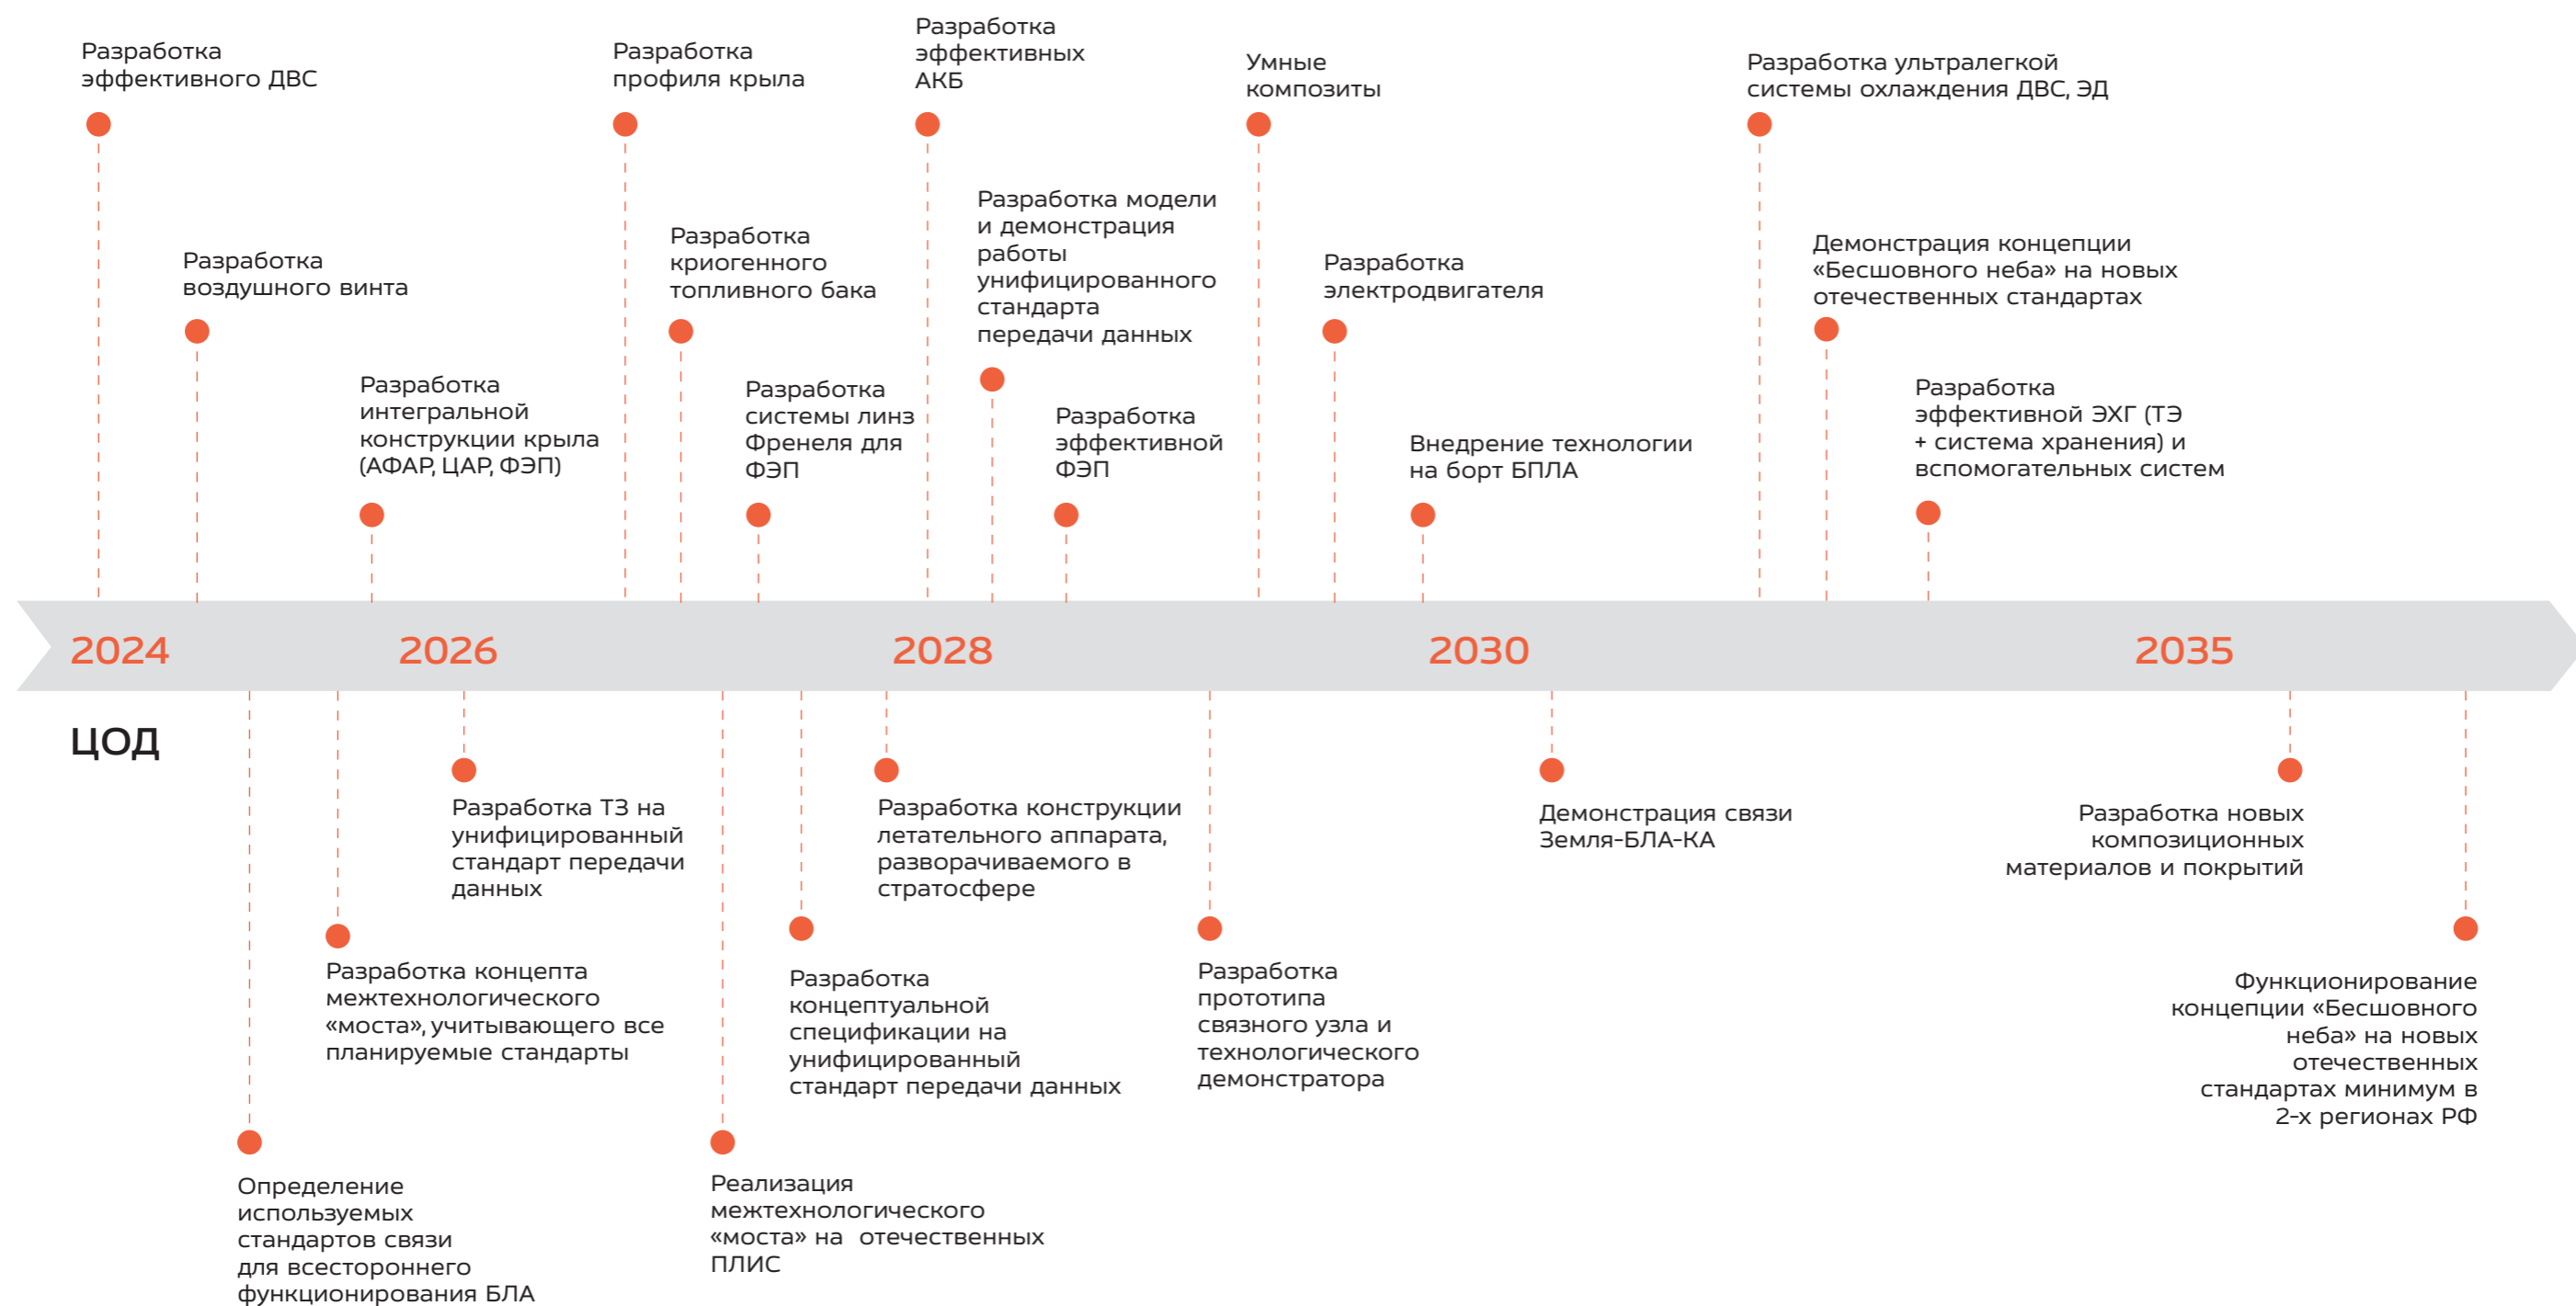 Разработка
эффективного ДВС
Разработка
воздушного винта
Разработка
интегральной
конструкции крыла
(АФАР, ЦАР, ФЭП)
Разработка
профиля крыла
Разработка
криогенного
топливного бака
Разработка
системы линз
Френеля для
ФЭП
Разработка
эффективных
АКБ
Разработка модели
и демонстрация
работы
унифицированного
стандарта
передачи данных
Разработка
эффективной
ФЭП
Умные
композиты
Разработка
электродвигателя
Внедрение технологии
на борт БПЛА
Разработка ультралегкой
системы охлаждения ДВС, ЭД
Демонстрация концепции
«Бесшовного неба» на новых
отечественных стандартах
Разработка
эффективной ЭХГ (ТЭ
+ система хранения) и
вспомогательных систем
2024
2026
2028
2030
2035
ЦОД
Определение
используемых
стандартов связи
для всестороннего
функционирования БЛА
Разработка концепта
межтехнологического
«моста», учитывающего все
планируемые стандарты
Разработка ТЗ на
унифицированный
стандарт передачи
данных
Реализация
межтехнологического
«моста» на отечественных
ПЛИС
Разработка
концептуальной
спецификации на
унифицированный
стандарт передачи данных
Разработка конструкции
летательного аппарата,
разворачиваемого в
стратосфере
Разработка
прототипа
связного узла и
технологического
демонстратора
Демонстрация связи
Земля-БЛА-КА
Разработка новых
композиционных
материалов и покрытий
Функционирование
концепции «Бесшовного
неба» на новых
отечественных
стандартах минимум в
2-х регионах РФ